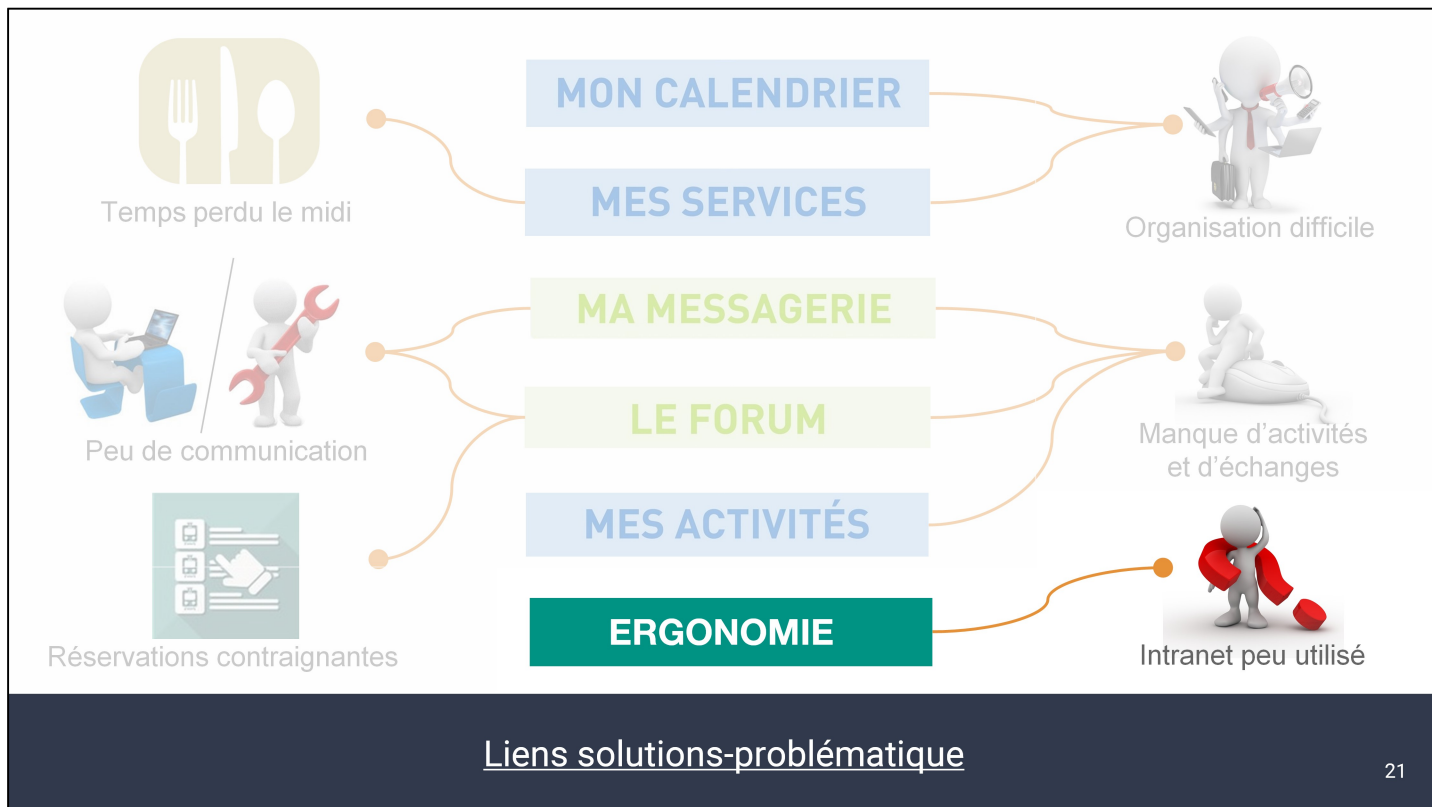 MON CALENDRIER
MES SERVICES
Temps perdu le midi
Organisation difficile
MA MESSAGERIE
LE FORUM
Peu de communication
Manque d'activités
et d'échanges
MES ACTIVITÉS
ERGONOMIE
Réservations contraignantes
Intranet peu utilisé
Liens solutions-problématique
21